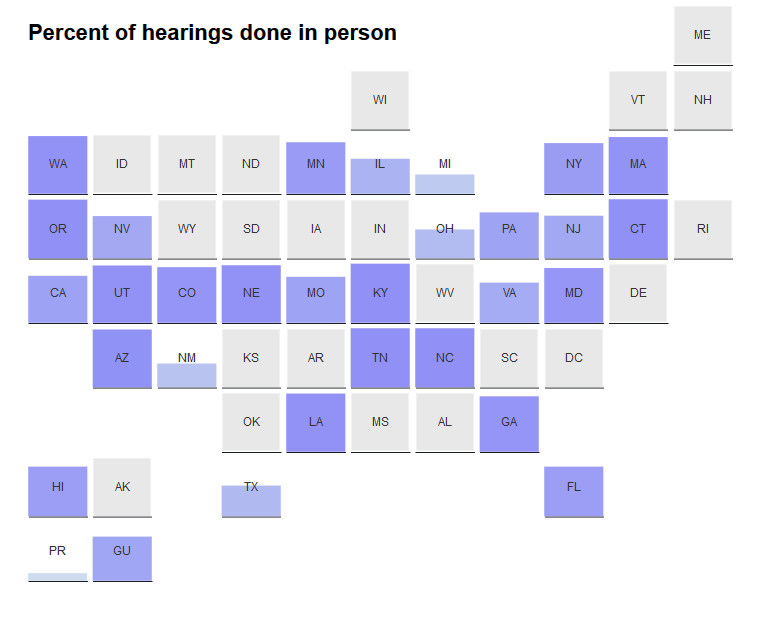 Percent of hearings done in person
ME
WI VT NH
WA ID MT ND MN IL MI NY MA
OR NV WY SD IA IN OH PA NJ CT RI
CA UT CO NE MO KY WV VA MD DE
AZ NM KS AR TN NC SC DC
OK LA MS AL GA
HI AK TX FL
PR GU